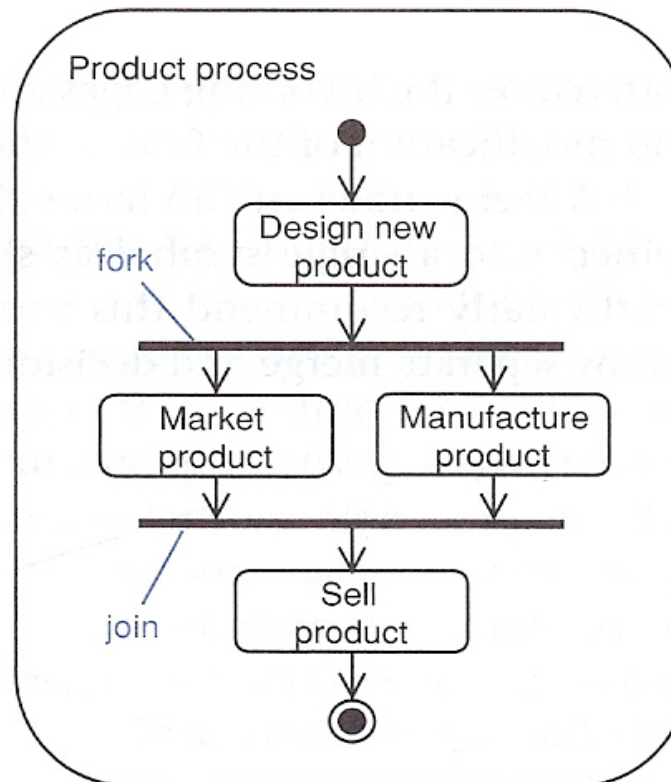 Product process
Design new
product
fork
Market
product
Manufacture
product
Sell
product
join